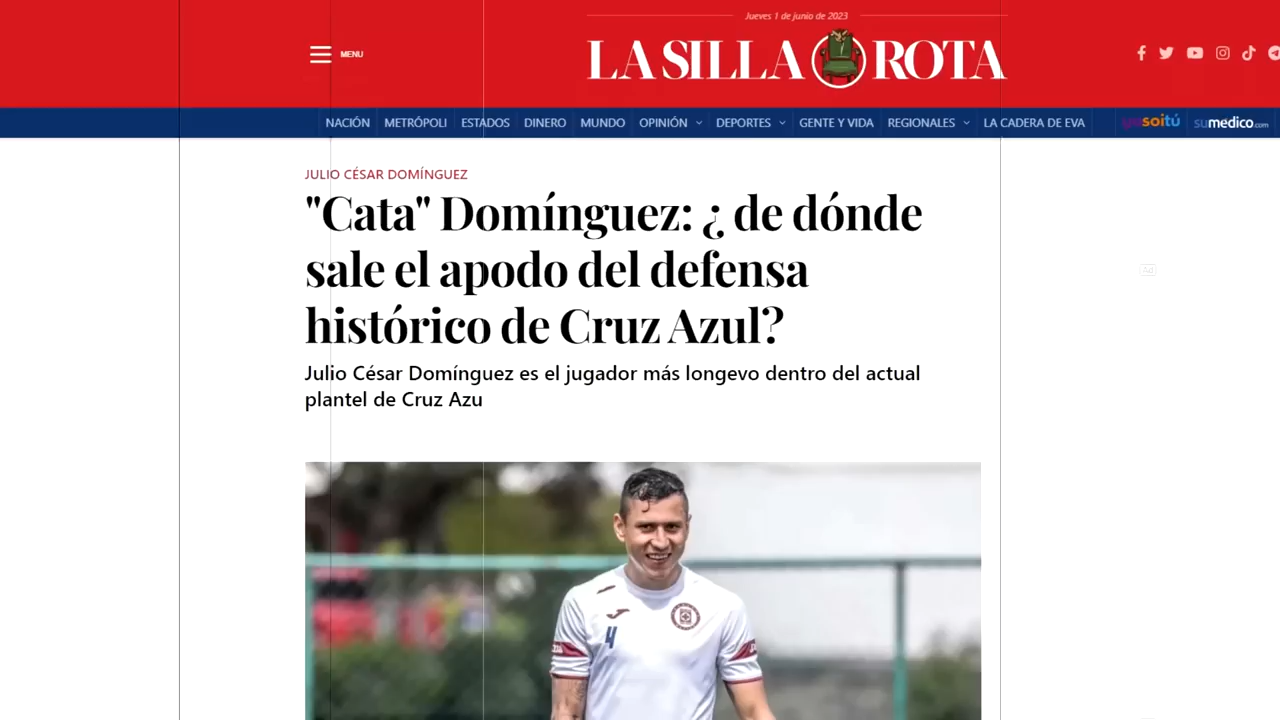 Jueves 1 de junio de 2023
MENU
LA SILLA ROTA
NACIÓN METRÓPOLI ESTADOS DINERO MUNDO OPINIÓN DEPORTES GENTE Y VIDA REGIONALES LA CADERA DE EVA yosoitú sumedico.com
JULIO CÉSAR DOMÍNGUEZ
"Cata" Domínguez: ¿ de dónde
sale el apodo del defensa
histórico de Cruz Azul?
Julio César Domínguez es el jugador más longevo dentro del actual
plantel de Cruz Azu
Ad
4